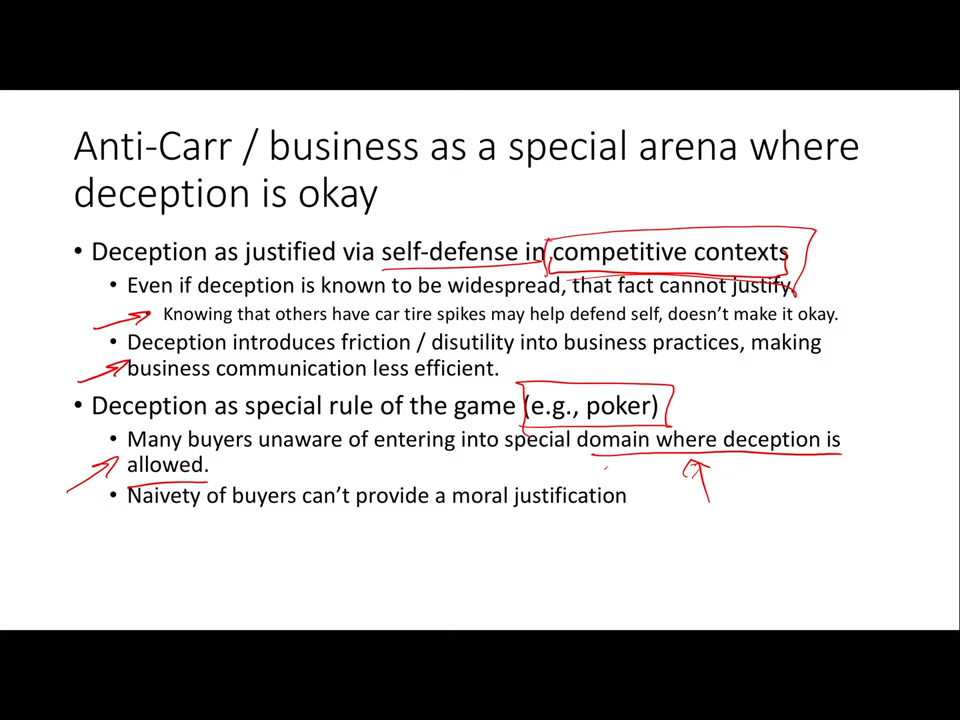 Anti-Carr / business as a special arena where
deception is okay
• Deception as justified via self-defense in competitive contexts
• Even if deception is known to be widespread, that fact cannot justify.
• Knowing that others have car tire spikes may help defend self, doesn't make it okay.
• Deception introduces friction / disutility into business practices, making
business communication less efficient.
• Deception as special rule of the game (e.g., poker)
• Many buyers unaware of entering into special domain where deception is
allowed.
• Naivety of buyers can't provide a moral justification